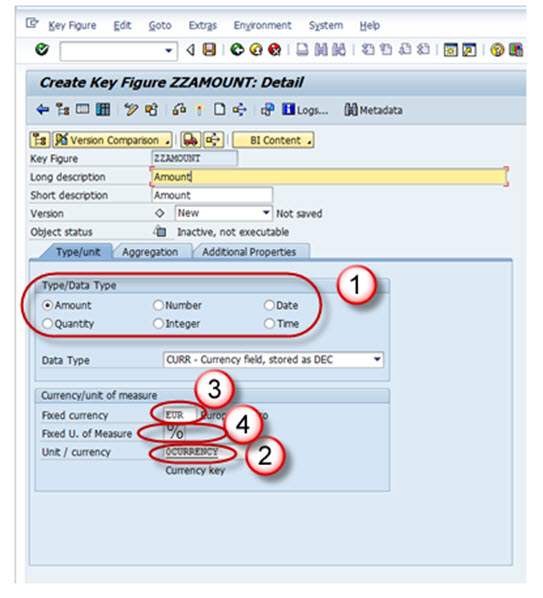 Key Figure Edit Goto Extras Environment System Help
Create Key Figure ZZAMOUNT: Detail
Logs... Metadata
Version Comparison BI Content
Key Figure ZZAMOUNT
Long description Amount
Short description Amount
Version New Not saved
Object status Inactive, not executable
Type/unit Aggregation Additional Properties
Type/Data Type
1
Amount Number Date
Quantity Integer Time
Data Type CURR - Currency field, stored as DEC
Currency/unit of measure
3
Fixed currency EUR
4
Fixed U. of Measure %
Unit / currency 0CURRENCY
2
Currency key